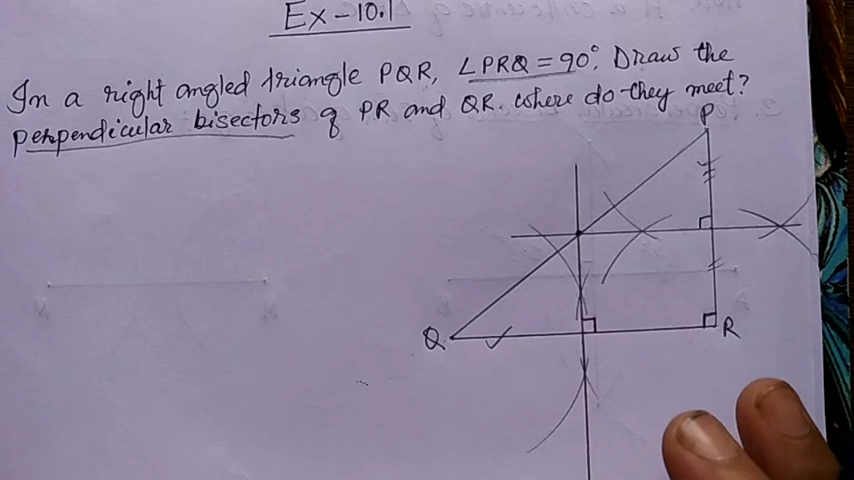 Ex-10.1
In a right angled triangle PQR, ∠PRQ = 90°. Draw the
perpendicular bisectors of PR and QR. Where do they meet?
P
Q
R